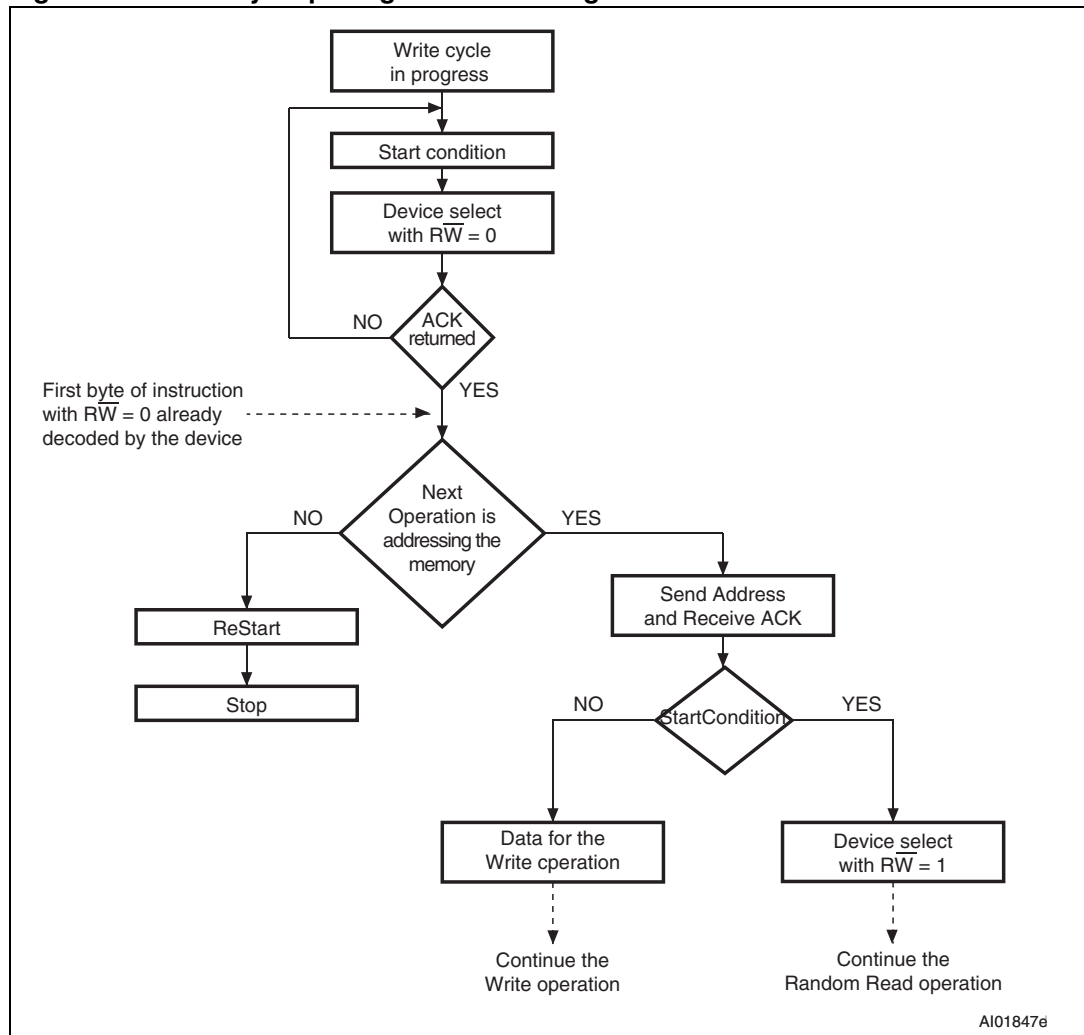 Write cycle
in progress
Start condition
Device select
with RW̅ = 0
NO
ACK
returned
YES
First byte of instruction
with RW̅ = 0 already
decoded by the device
Next
Operation is
addressing the
memory
NO
YES
Send Address
and Receive ACK
ReStart
Stop
StartCondition
NO
YES
Data for the
Write cperation
Device select
with RW̅ = 1
Continue the
Write operation
Continue the
Random Read operation
AI01847e